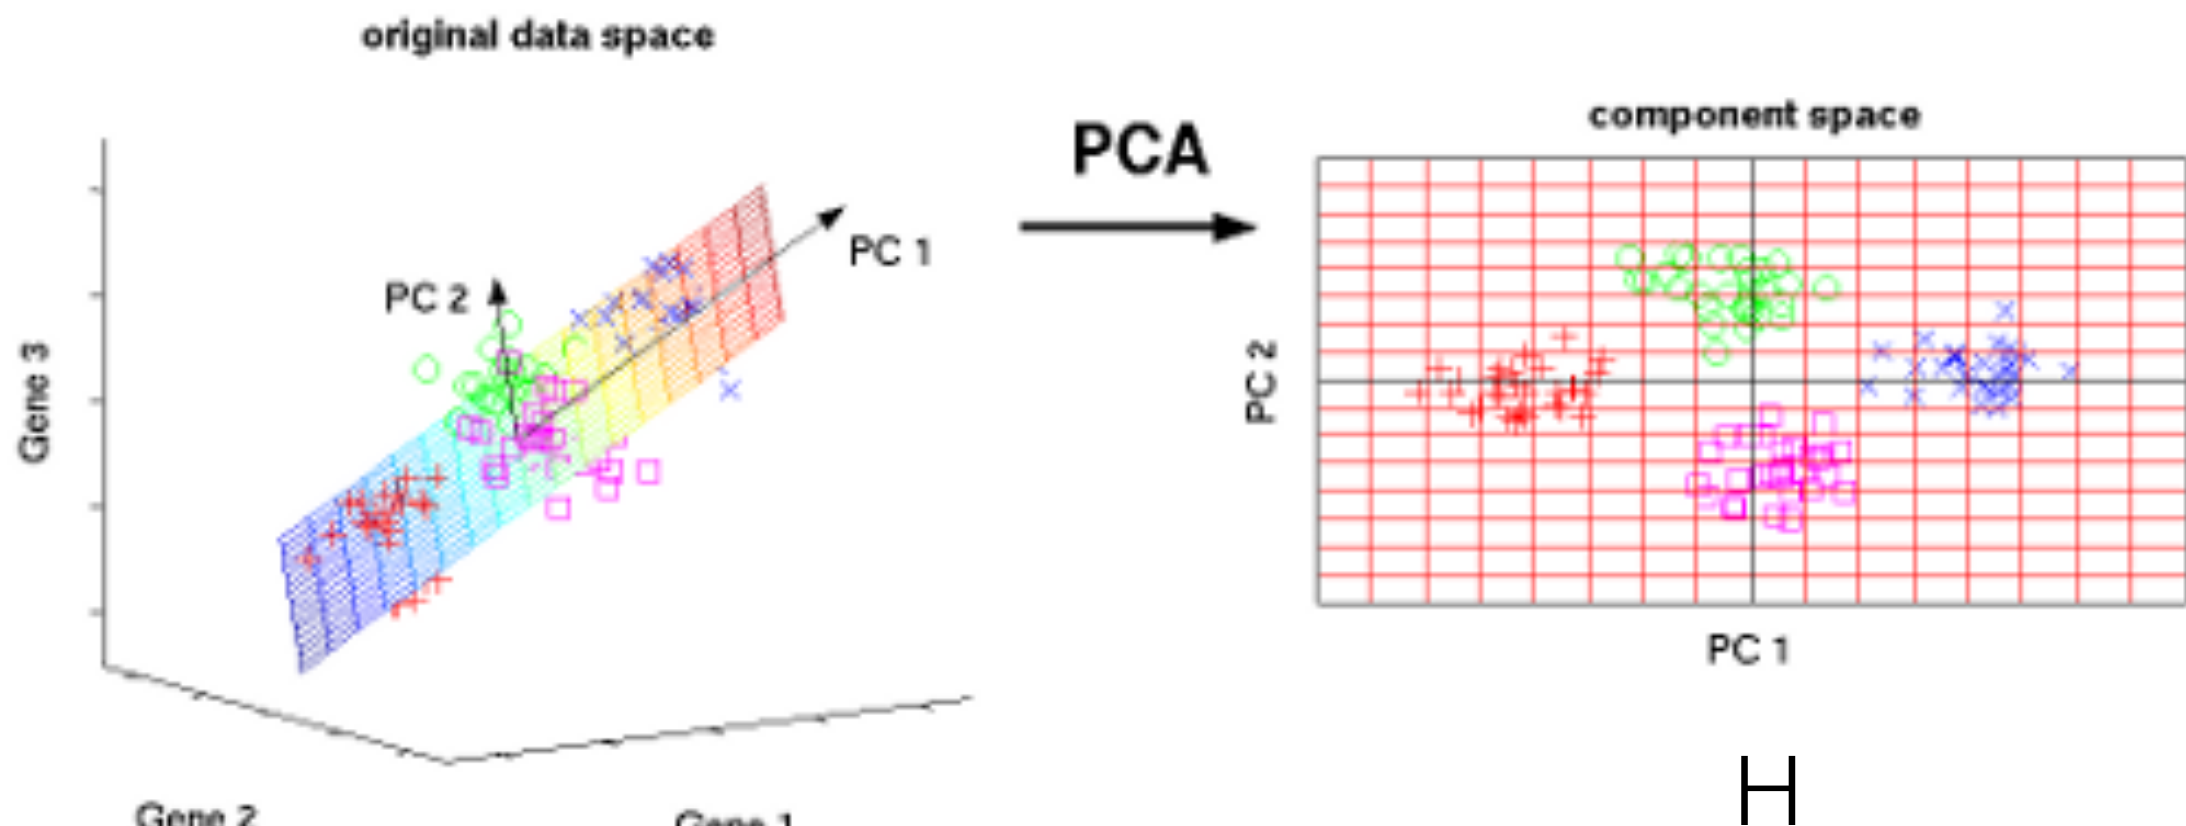 original data space
component space
PCA
PC 1
PC 2
Gene 3
PC 2
PC 1
Gene 2
Gene 1
H